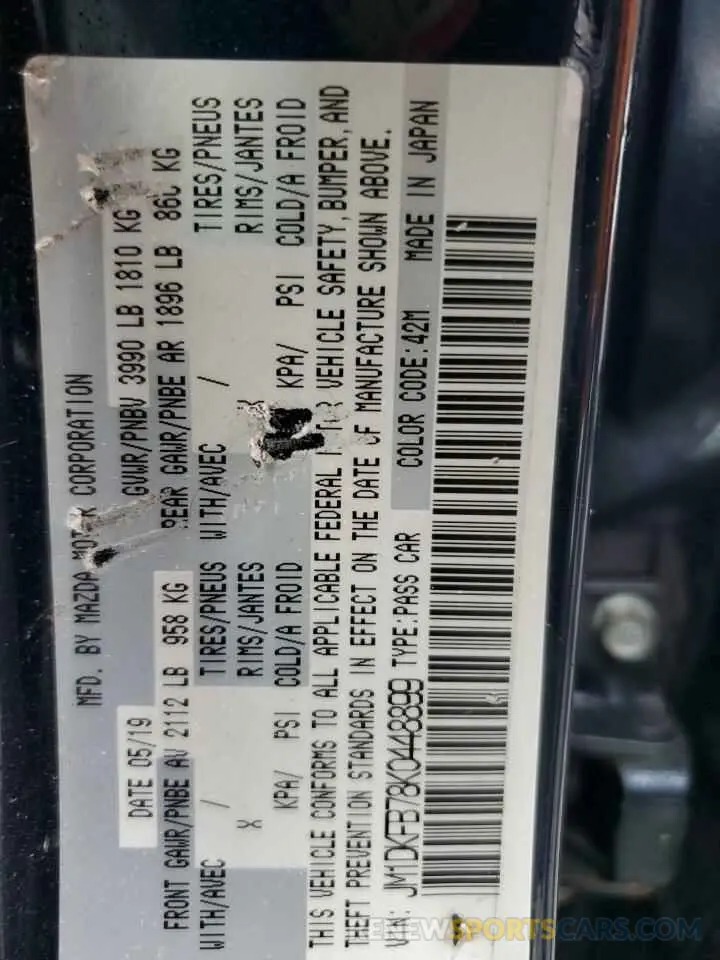 MFD. BY MAZDA MOTOR CORPORATION
DATE 05/19 GVWR/PNBV 3990 LB 1810 KG
FRONT GAWR/PNBE AV 2112 LB 958 KG REAR GAWR/PNBE AR 1896 LB 860 KG
WITH/AVEC / TIRES/PNEUS WITH/AVEC / TIRES/PNEUS
X RIMS/JANTES X RIMS/JANTES
KPA/ PSI COLD/A FROID KPA/ PSI COLD/A FROID
THIS VEHICLE CONFORMS TO ALL APPLICABLE FEDERAL VEHICLE SAFETY, BUMPER, AND
THEFT PREVENTION STANDARDS IN EFFECT ON THE DATE OF MANUFACTURE SHOWN ABOVE.
VIN: JM1DKFB78K0448899 TYPE:PASS CAR COLOR CODE:42M MADE IN JAPAN
RENEWSPORTSCARS.COM